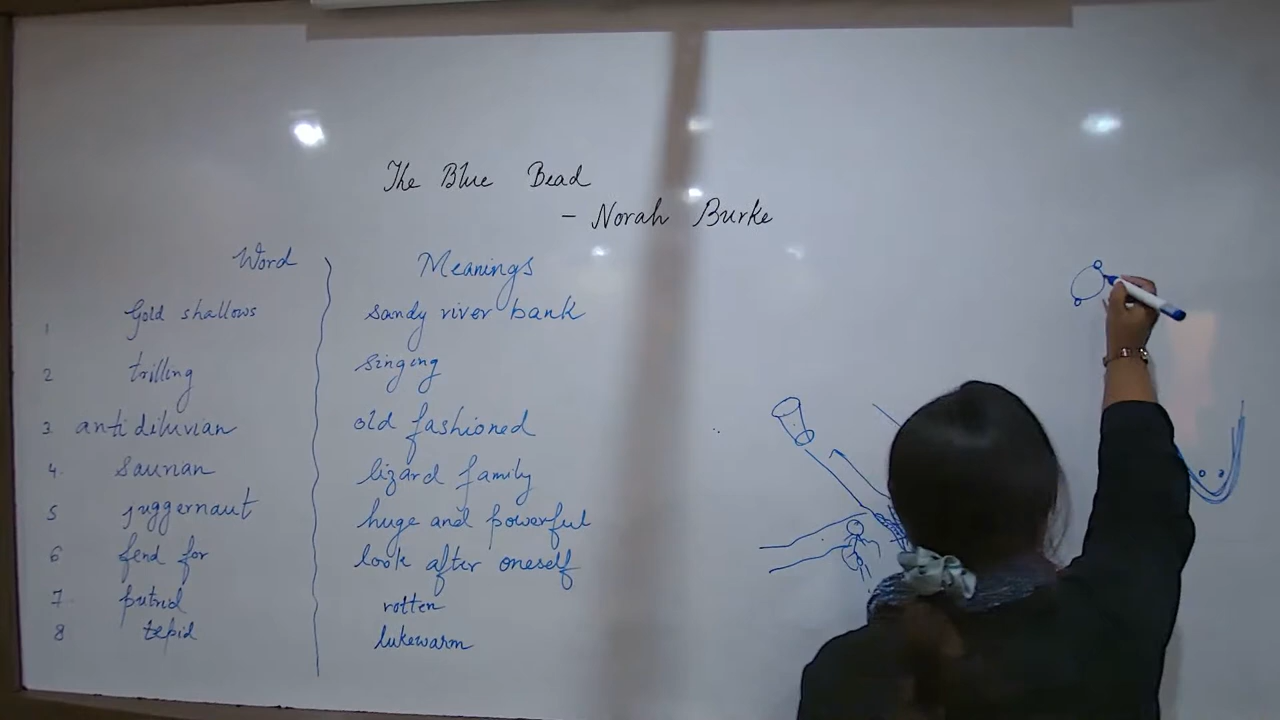 The Blue Bead
- Norah Burke
Word Meanings
1 Gold shallows sandy river bank
2 trilling singing
3. antidiluvian old fashioned
4. Saurian lizard family
5 juggernaut huge and powerful
6 fend for look after oneself
7 putrid rotten
8 tepid lukewarm